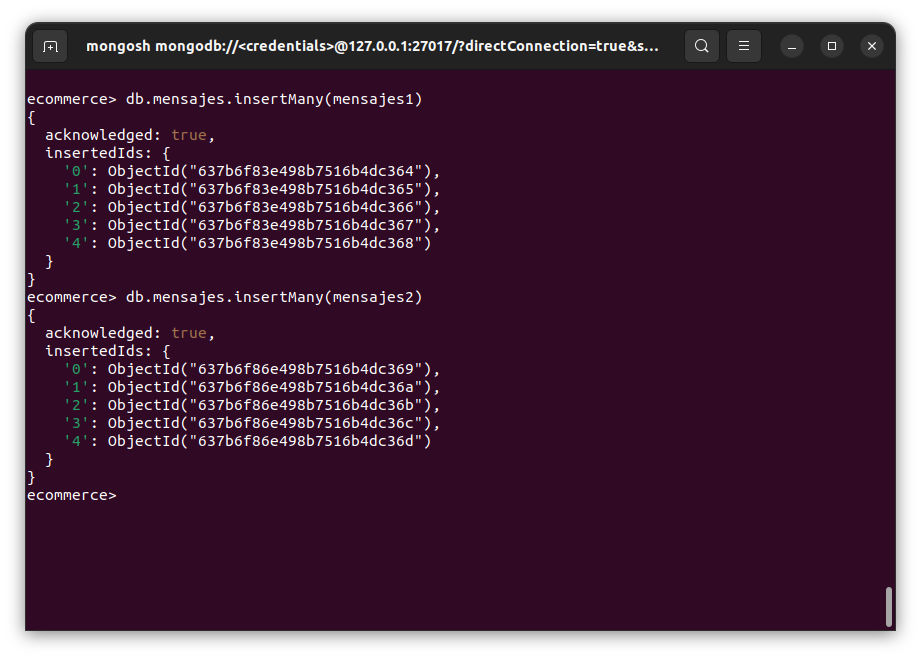 mongosh mongodb://<credentials>@127.0.0.1:27017/?directConnection=true&s...
ecommerce> db.mensajes.insertMany(mensajes1)
{
  acknowledged: true,
  insertedIds: {
    '0': ObjectId("637b6f83e498b7516b4dc364"),
    '1': ObjectId("637b6f83e498b7516b4dc365"),
    '2': ObjectId("637b6f83e498b7516b4dc366"),
    '3': ObjectId("637b6f83e498b7516b4dc367"),
    '4': ObjectId("637b6f83e498b7516b4dc368")
  }
}
ecommerce> db.mensajes.insertMany(mensajes2)
{
  acknowledged: true,
  insertedIds: {
    '0': ObjectId("637b6f86e498b7516b4dc369"),
    '1': ObjectId("637b6f86e498b7516b4dc36a"),
    '2': ObjectId("637b6f86e498b7516b4dc36b"),
    '3': ObjectId("637b6f86e498b7516b4dc36c"),
    '4': ObjectId("637b6f86e498b7516b4dc36d")
  }
}
ecommerce>